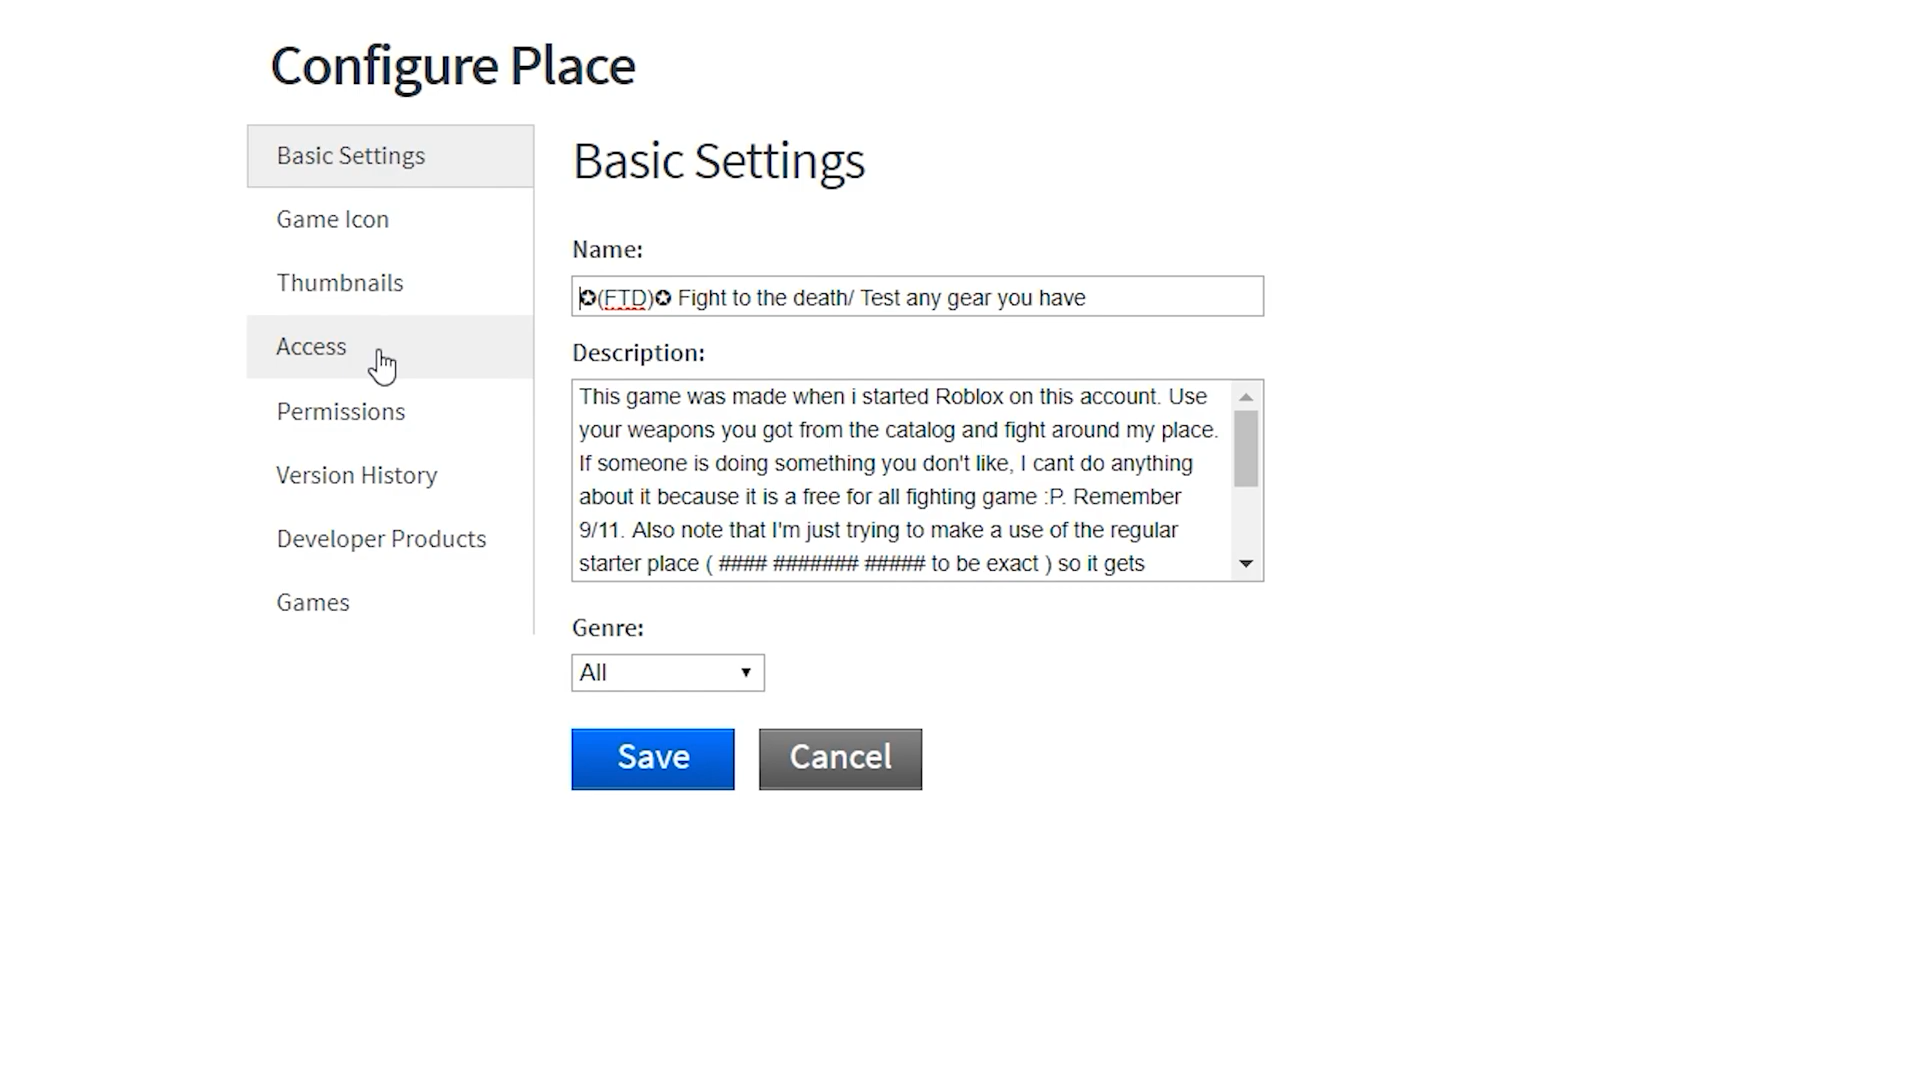 Configure Place
Basic Settings
Game Icon
Thumbnails
Access
Permissions
Version History
Developer Products
Games
Basic Settings
Name:
✪(FTD)✪ Fight to the death/ Test any gear you have
Description:
This game was made when i started Roblox on this account. Use
your weapons you got from the catalog and fight around my place.
If someone is doing something you don't like, I cant do anything
about it because it is a free for all fighting game :P. Remember
9/11. Also note that I'm just trying to make a use of the regular
starter place ( #### ####### ##### to be exact ) so it gets
Genre:
All
Save
Cancel